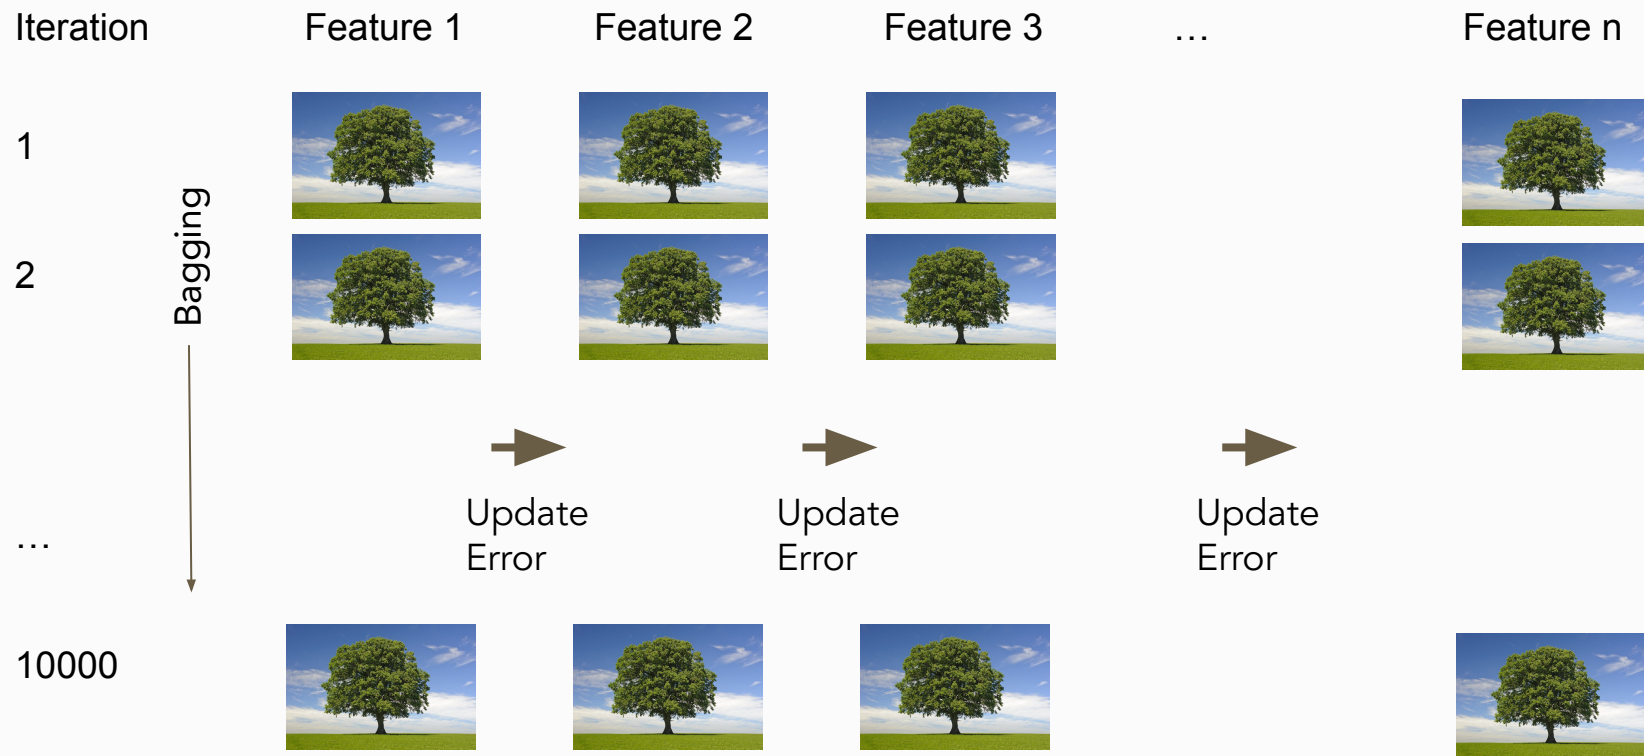 Iteration Feature 1 Feature 2 Feature 3 … Feature n
1
Bagging
2
Update Update Update
Error Error Error
…
10000